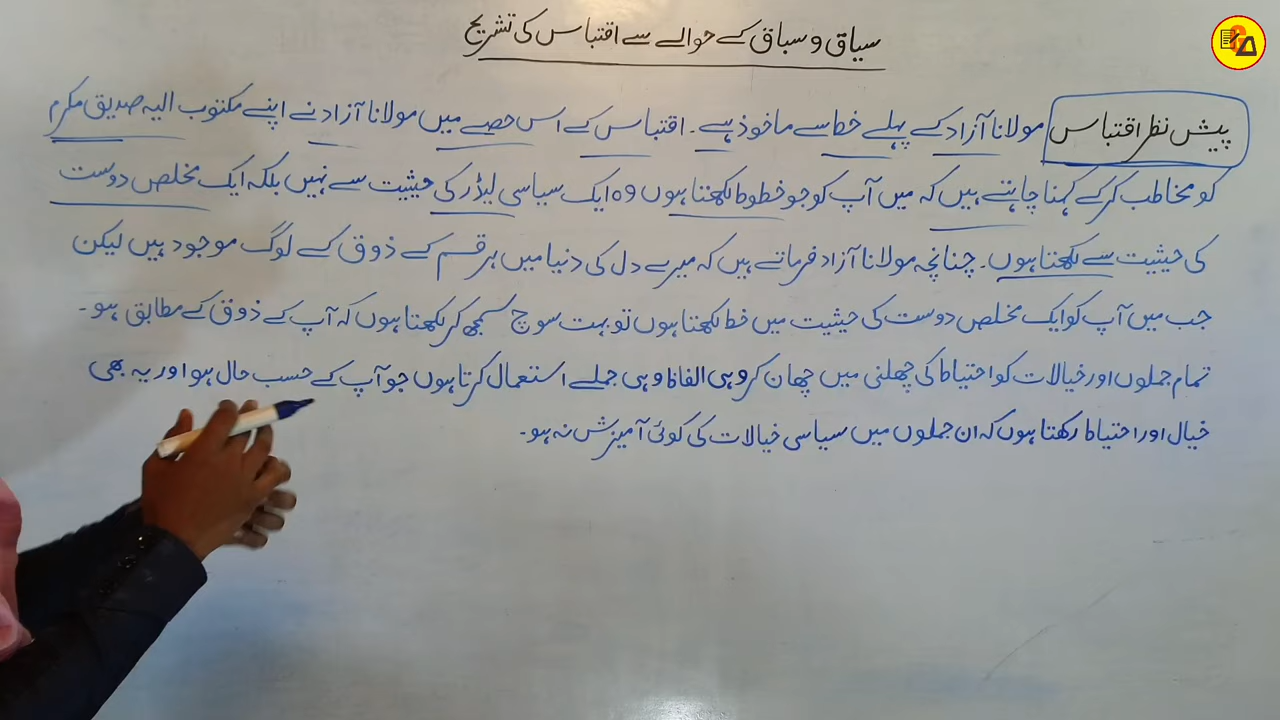 سیاق و سباق کے حوالے سے اقتباس کی تشریح
پیش نظر اقتباس مولانا آزاد کے پہلے خط سے ماخوذ ہے۔ اقتباس کے اس حصے میں مولانا آزاد نے اپنے مکتوب الیہ صدیق مکرم
کو مخاطب کرکے کہنا چاہتے ہیں کہ میں آپ کو جو خطوط لکھتا ہوں وہ ایک سیاسی لیڈر کی حیثیت سے نہیں بلکہ ایک مخلص دوست
کی حیثیت سے لکھتا ہوں۔ چنانچہ مولانا آزاد فرماتے ہیں کہ میرے دل کی دنیا میں ہر قسم کے ذوق کے لوگ موجود ہیں لیکن
جب میں آپ کو ایک مخلص دوست کی حیثیت میں خط لکھتا ہوں تو بہت سوچ سمجھ کر لکھتا ہوں کہ آپ کے ذوق کے مطابق ہو۔
تمام جملوں اور خیالات کو احتیاط کی چھلنی میں چھان کر وہی الفاظ وہی جملے استعمال کرتا ہوں جو آپ کے حسب حال ہو اور یہ بھی
خیال اور احتیاط رکھتا ہوں کہ ان جملوں میں سیاسی خیالات کی کوئی آمیزش نہ ہو۔